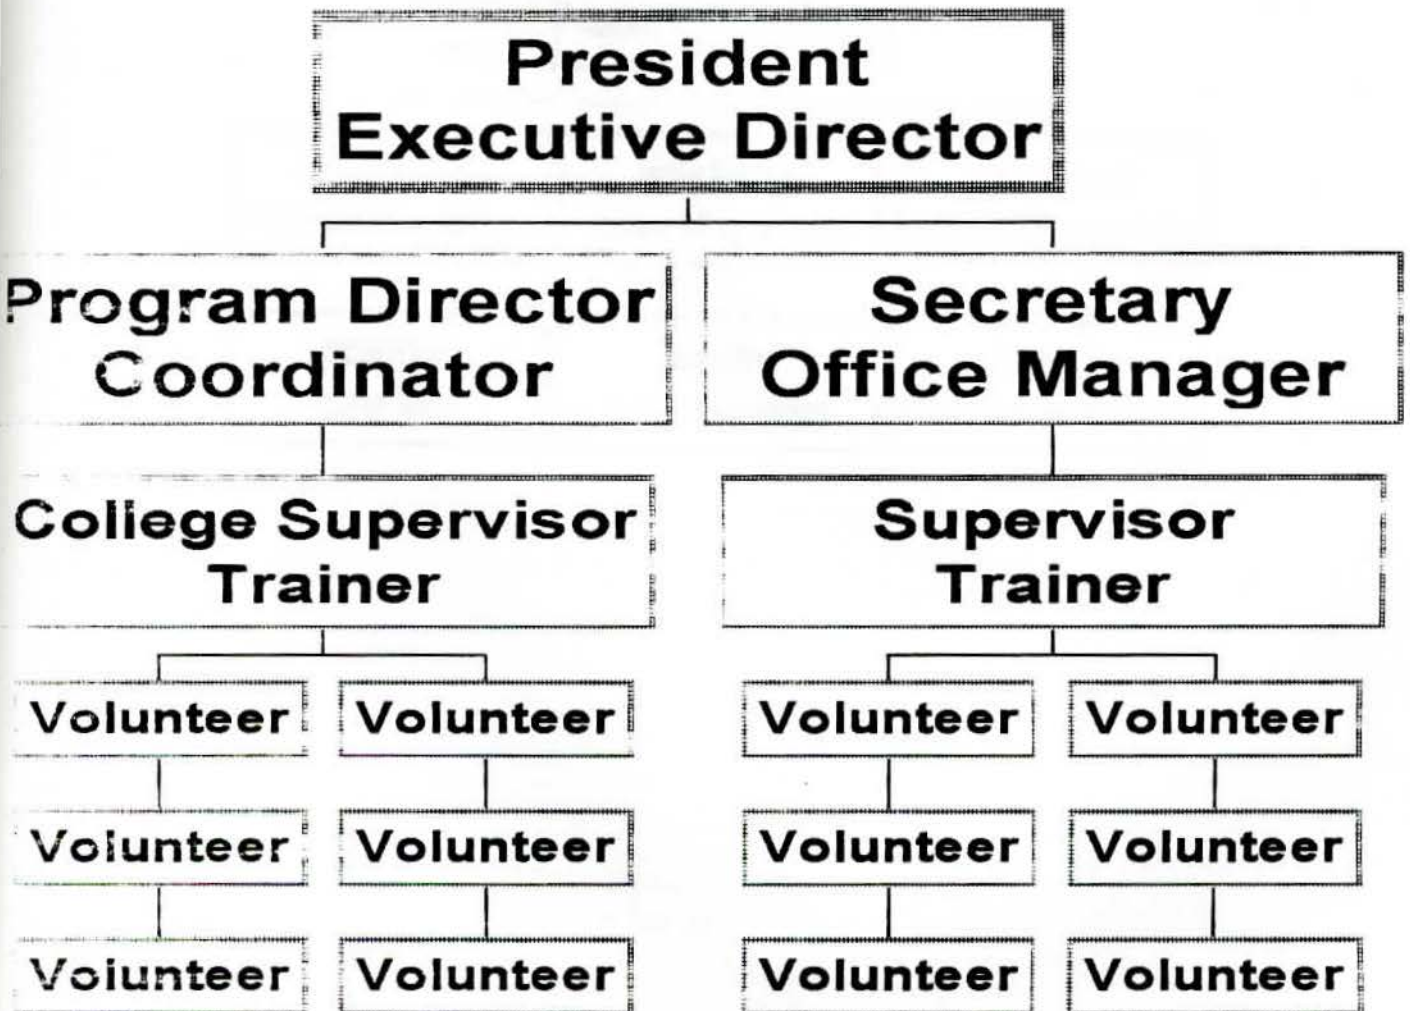 President
Executive Director
Program Director
Coordinator
Secretary
Office Manager
College Supervisor
Trainer
Supervisor
Trainer
Volunteer
Volunteer
Volunteer
Volunteer
Volunteer
Volunteer
Volunteer
Volunteer
Volunteer
Volunteer
Volunteer
Volunteer